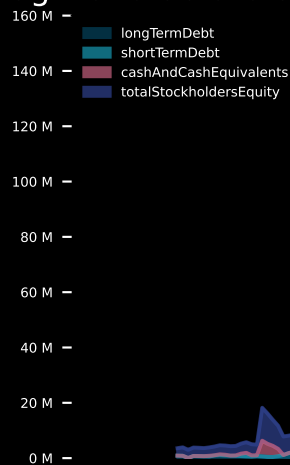 160 M
longTermDebt
shortTermDebt
140 M
cashAndCashEquivalents
totalStockholdersEquity
120 M
100 M
80 M
60 M
40 M
20 M
0 M